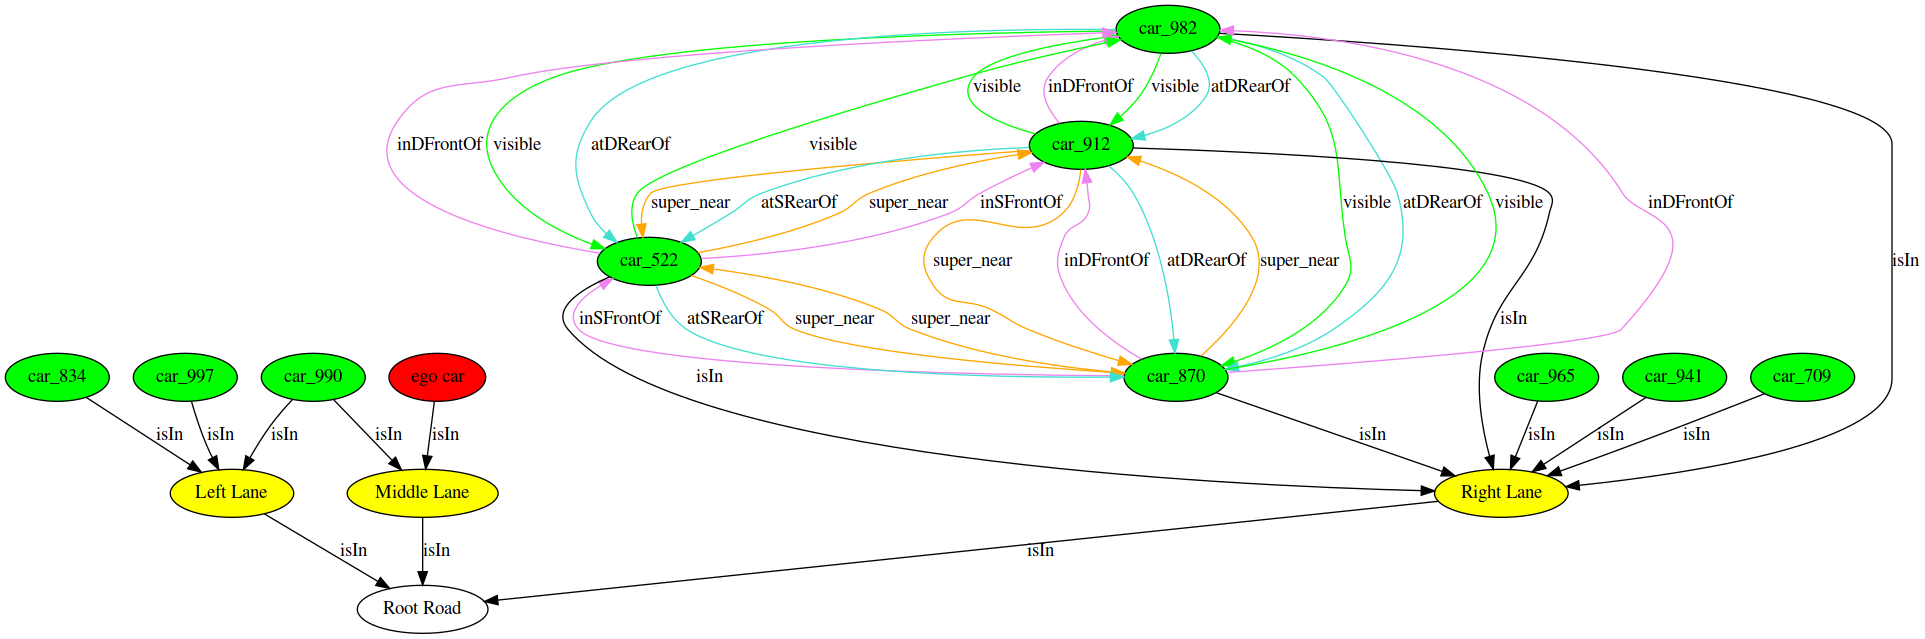 car_982
visible
inDFrontOf
visible
atDRearOf
inDFrontOf
visible
atDRearOf
visible
car_912
super_near
atSRearOf
super_near
inSFrontOf
visible
atDRearOf
visible
inDFrontOf
car_522
super_near
inDFrontOf
atDRearOf
super_near
isIn
inSFrontOf
atSRearOf
super_near
super_near
isIn
car_834
car_997
car_990
ego car
isIn
car_870
car_965
car_941
car_709
isIn
isIn
isIn
isIn
isIn
isIn
isIn
isIn
isIn
Left Lane
Middle Lane
Right Lane
isIn
isIn
isIn
Root Road